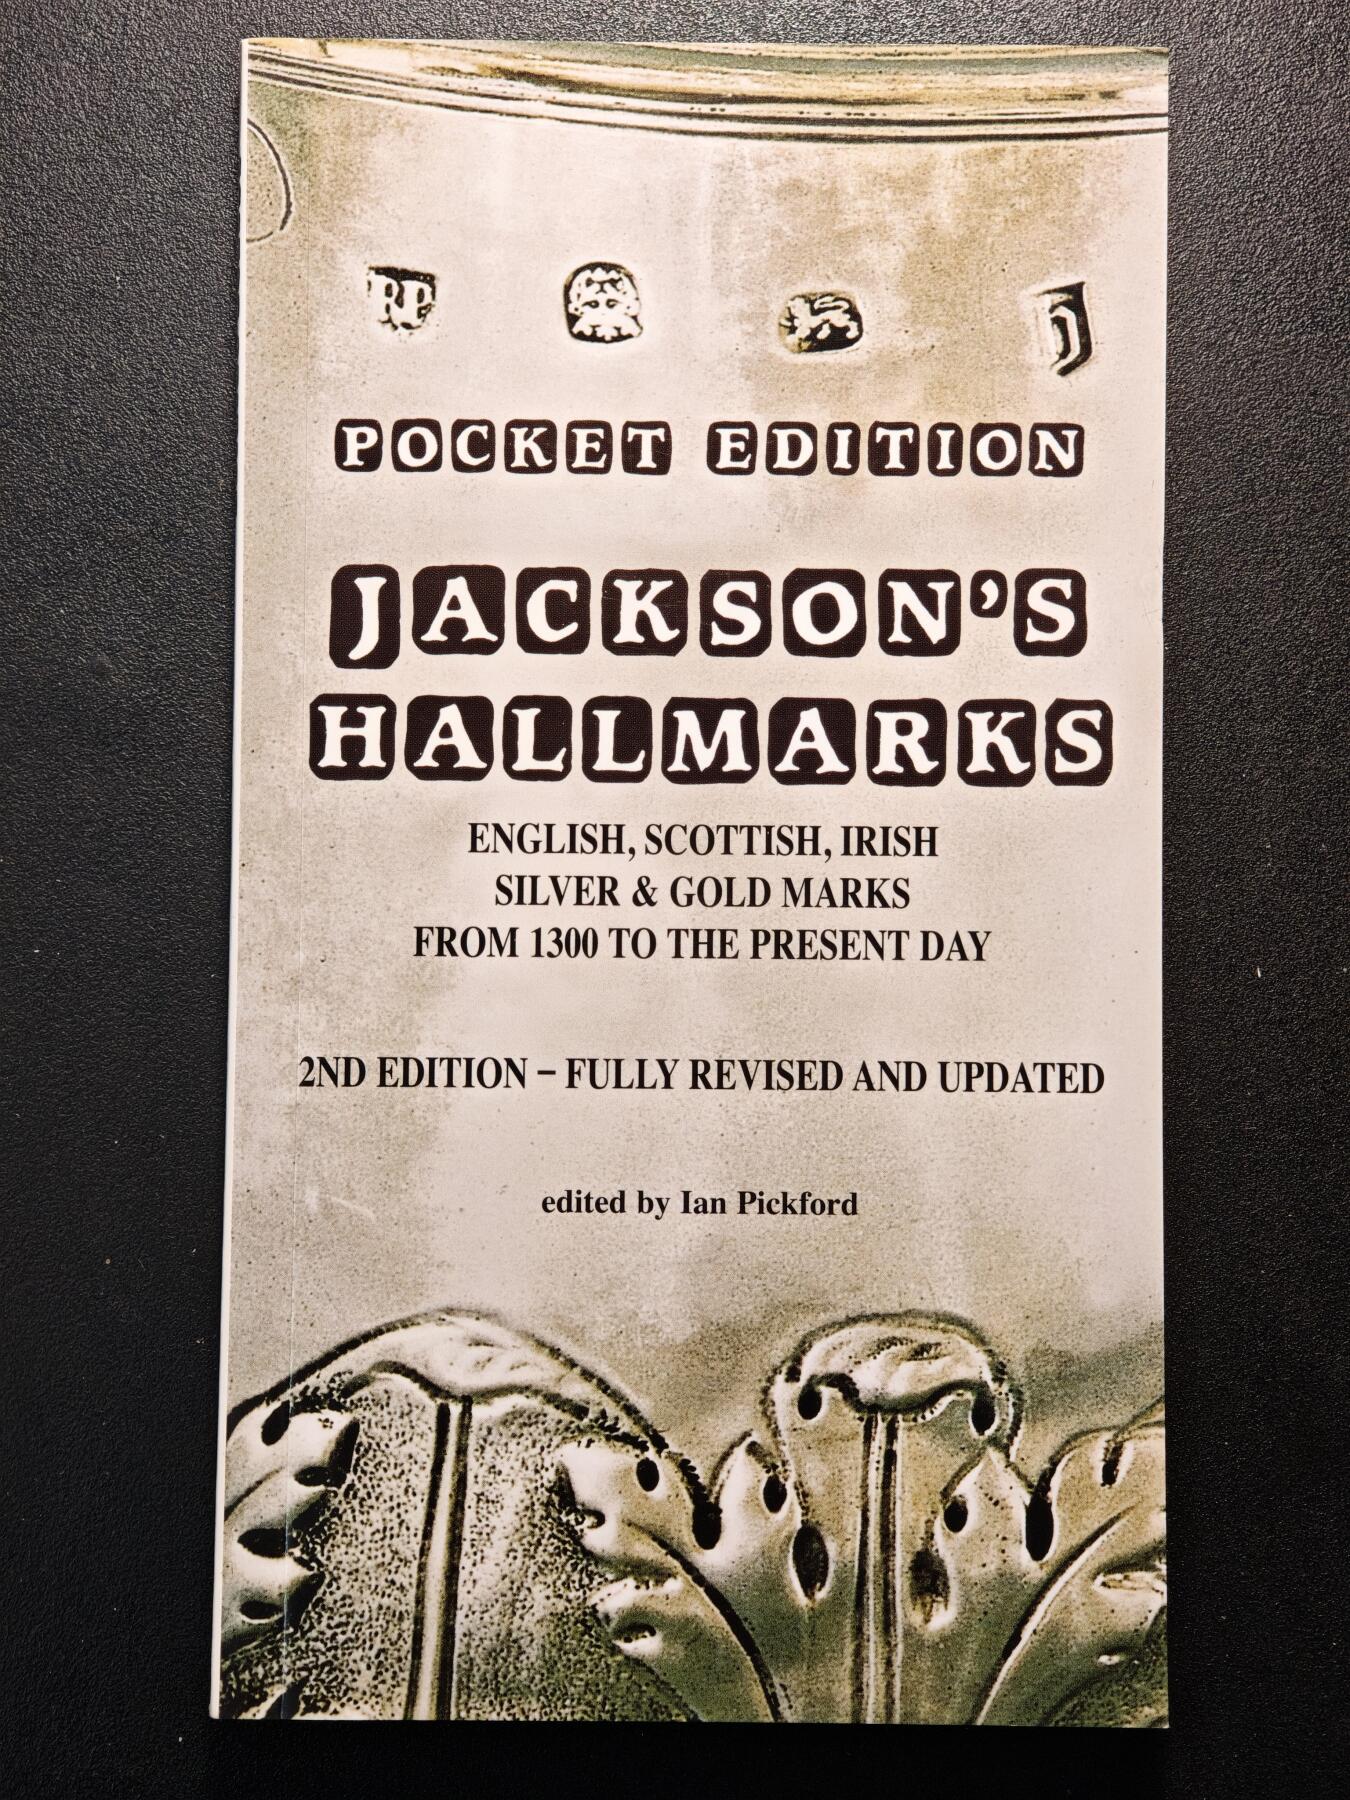 RP
POCKET EDITION
JACKSON'S
HALLMARKS
ENGLISH, SCOTTISH, IRISH
SILVER & GOLD MARKS
FROM 1300 TO THE PRESENT DAY
2ND EDITION – FULLY REVISED AND UPDATED
edited by Ian Pickford